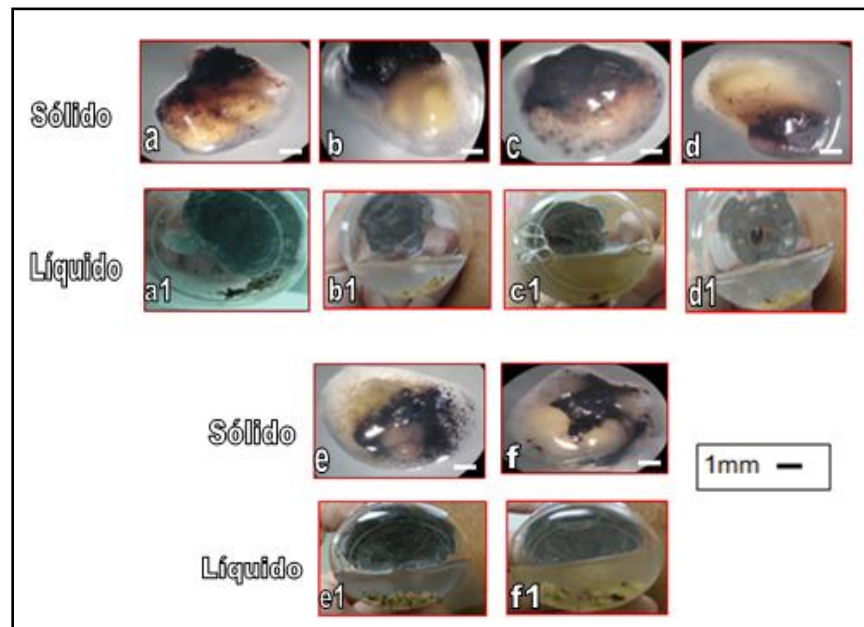 Sólido
a b c d
Líquido
a1 b1 c1 d1
Sólido
e f
1mm
Líquido
e1 f1